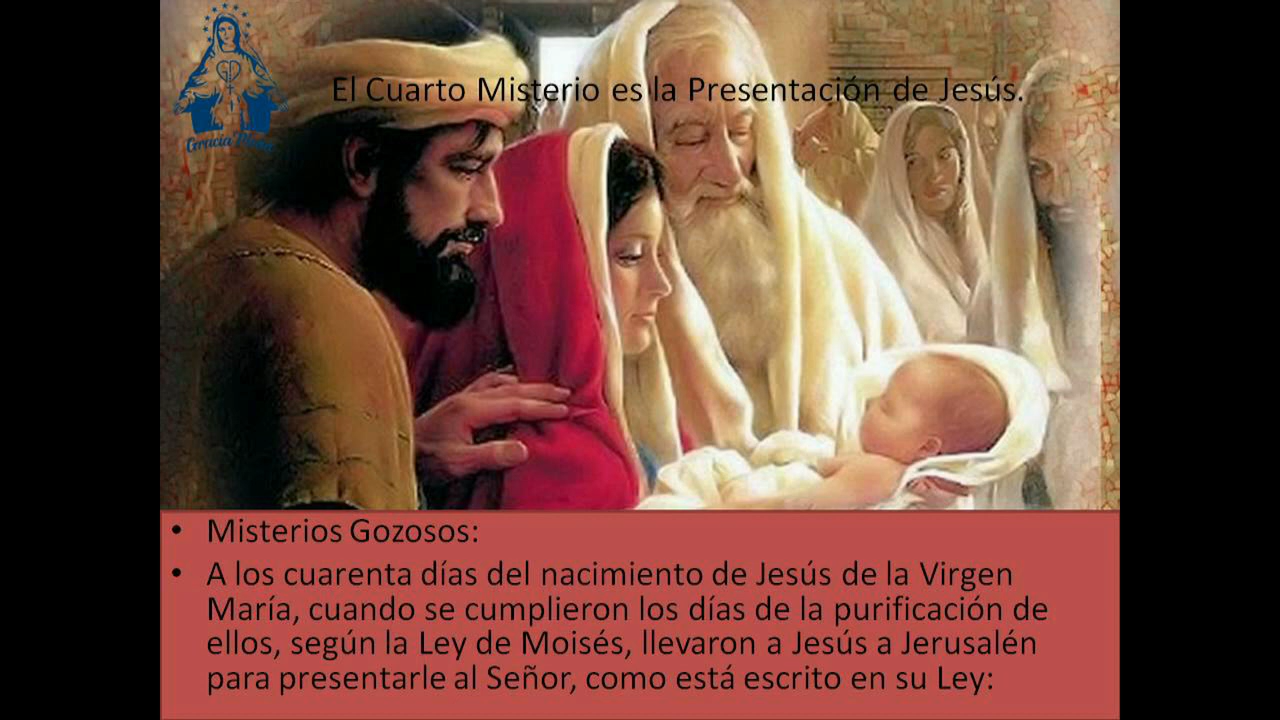 El Cuarto Misterio es la Presentación de Jesús.
Gracia Plena
• Misterios Gozosos:
• A los cuarenta días del nacimiento de Jesús de la Virgen
María, cuando se cumplieron los días de la purificación de
ellos, según la Ley de Moisés, llevaron a Jesús a Jerusalén
para presentarle al Señor, como está escrito en su Ley: